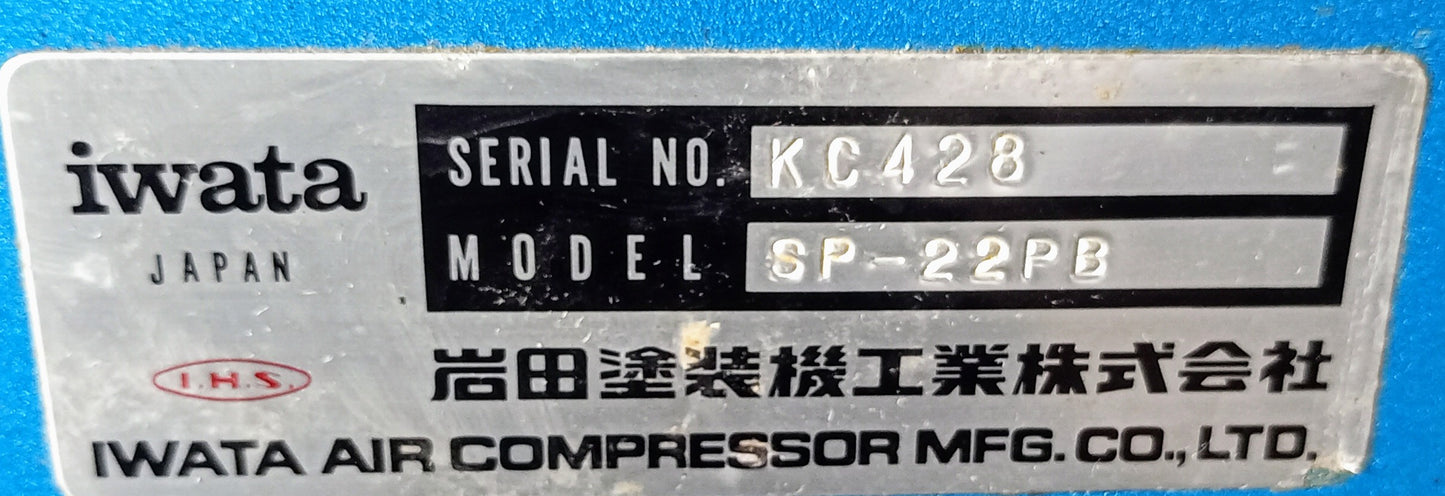 iwata
JAPAN
SERIAL NO. KC428
MODEL SP-22PB
I.H.S.
岩田塗装機工業株式会社
IWATA AIR COMPRESSOR MFG. CO., LTD.